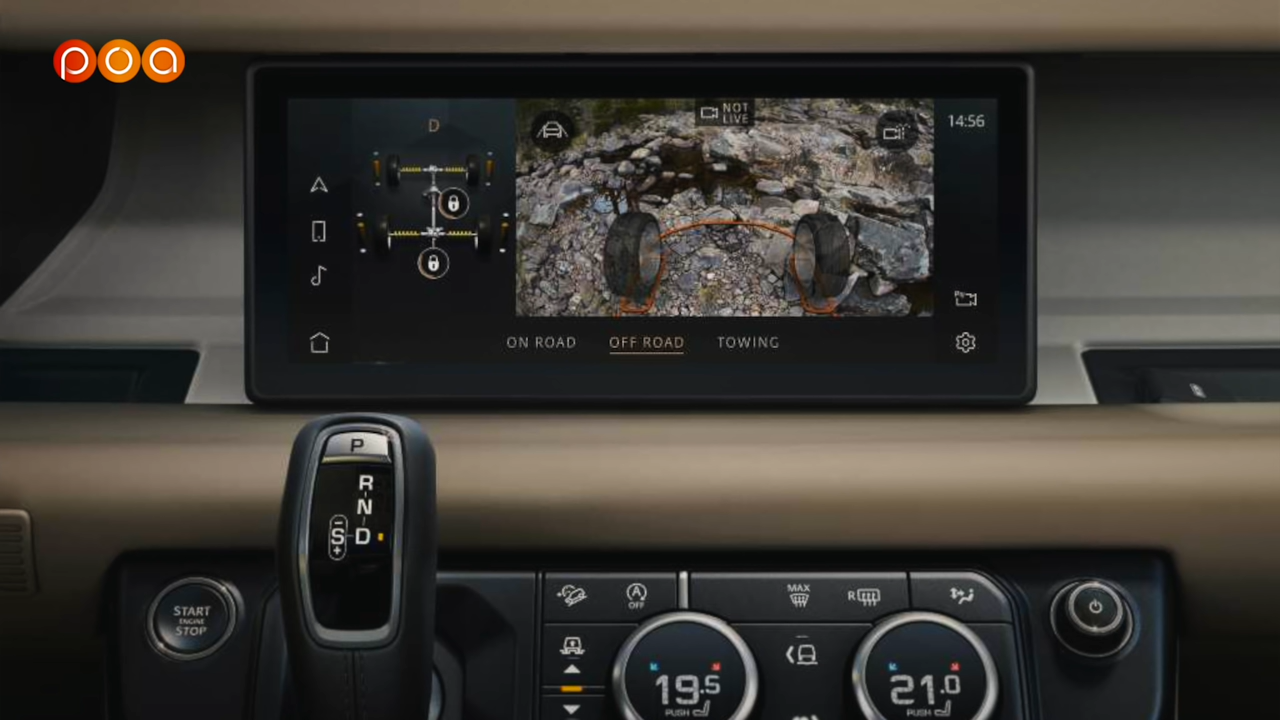 poa
D
NOT
LIVE
14:56
ON ROAD
OFF ROAD
TOWING
P
R
N
S
D
START
ENGINE
STOP
OFF
MAX
R
19.5
PUSH
21.0
PUSH